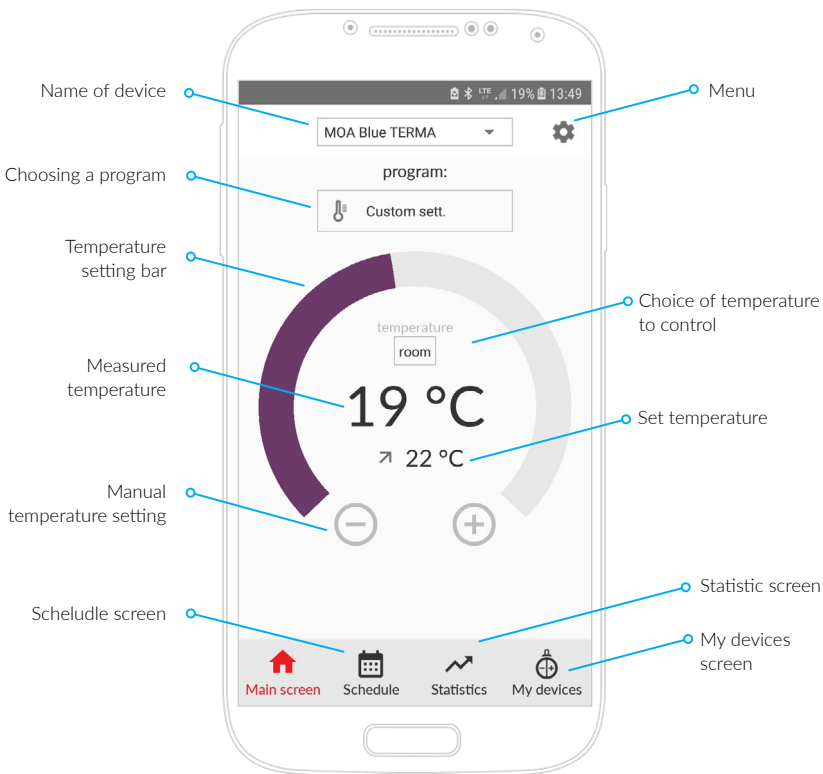 LTE 19% 13:49
Name of device
Menu
MOA Blue TERMA
Choosing a program
program:
Custom sett.
Temperature
setting bar
Choice of temperature
to control
temperature
room
Measured
temperature
19 °C
Set temperature
22 °C
Manual
temperature setting
Statistic screen
Scheludle screen
My devices
screen
Main screen
Schedule
Statistics
My devices